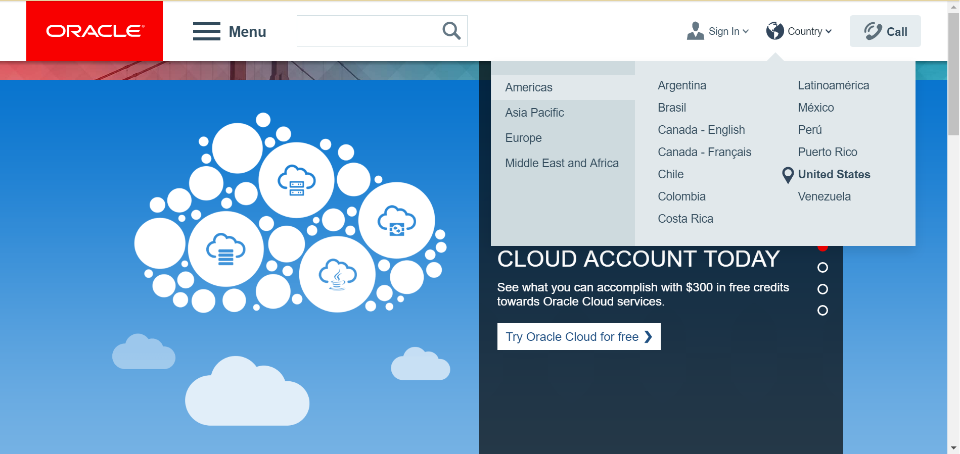 ORACLE
Menu
Sign In
Country
Call
Americas
Asia Pacific
Europe
Middle East and Africa
Argentina
Brasil
Canada - English
Canada - Français
Chile
Colombia
Costa Rica
Latinoamérica
México
Perú
Puerto Rico
United States
Venezuela
CLOUD ACCOUNT TODAY
See what you can accomplish with $300 in free credits
towards Oracle Cloud services.
Try Oracle Cloud for free